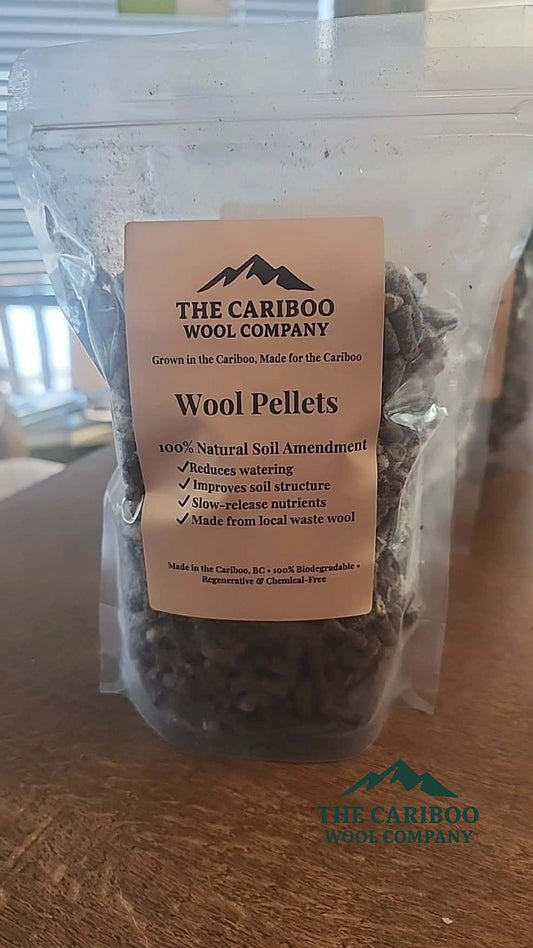 THE CARIBOO
WOOL COMPANY
Grown in the Cariboo, Made for the Cariboo
Wool Pellets
100% Natural Soil Amendment
✓Reduces watering
✓ Improves soil structure
✓ Slow-release nutrients
✓ Made from local waste wool
Made in the Cariboo, BC • 100% Biodegradable •
Regenerative & Chemical-Free
THE CARIBOO
WOOL COMPANY